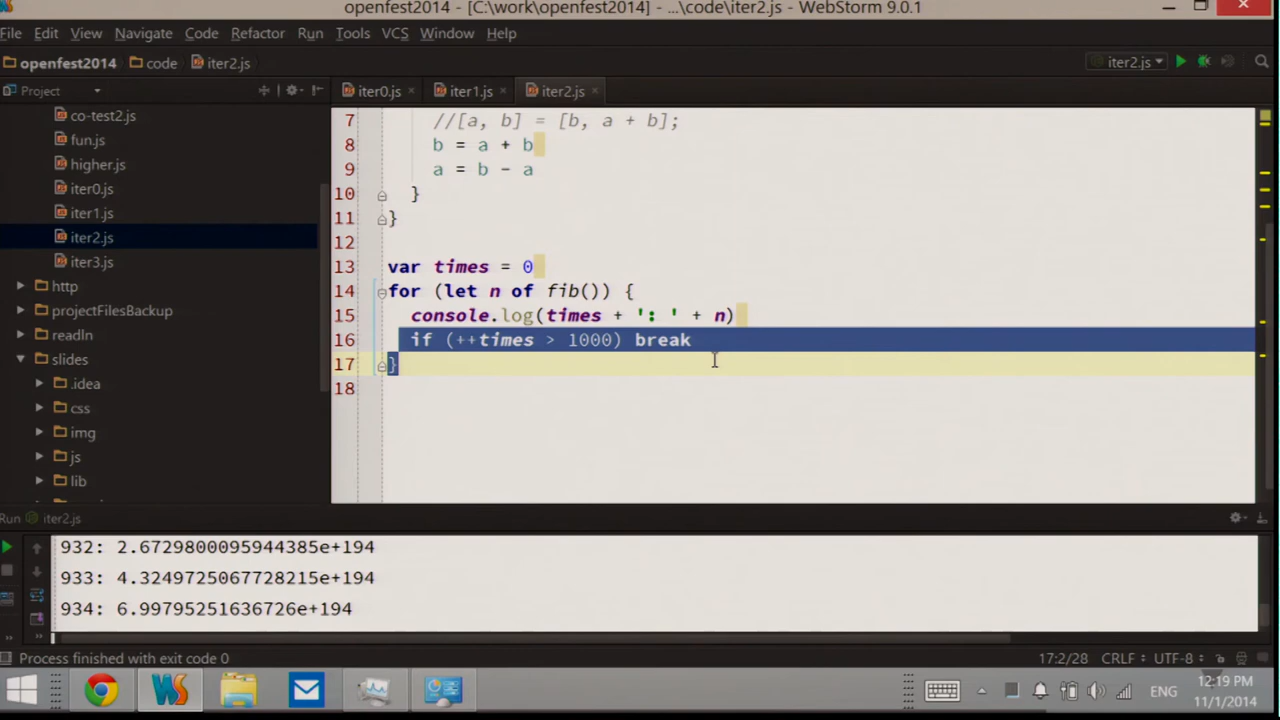 openfest2014 - [C:\work\openfest2014] - ...\code\iter2.js - WebStorm 9.0.1
File Edit View Navigate Code Refactor Run Tools VCS Window Help
openfest2014 code iter2.js
iter2.js
Project
iter0.js iter1.js iter2.js
co-test2.js
fun.js
higher.js
iter0.js
iter1.js
iter2.js
iter3.js
http
projectFilesBackup
readln
slides
.idea
css
img
js
lib
7 //[a, b] = [b, a + b];
8 b = a + b
9 a = b - a
10 }
11 }
12
13 var times = 0
14 for (let n of fib()) {
15 console.log(times + ': ' + n)
16 if (++times > 1000) break
17 }
18
Run iter2.js
932: 2.6729800095944385e+194
933: 4.3249725067728215e+194
934: 6.99795251636726e+194
Process finished with exit code 0
17:2/28 CRLF UTF-8
WS
ENG
12:19 PM
11/1/2014